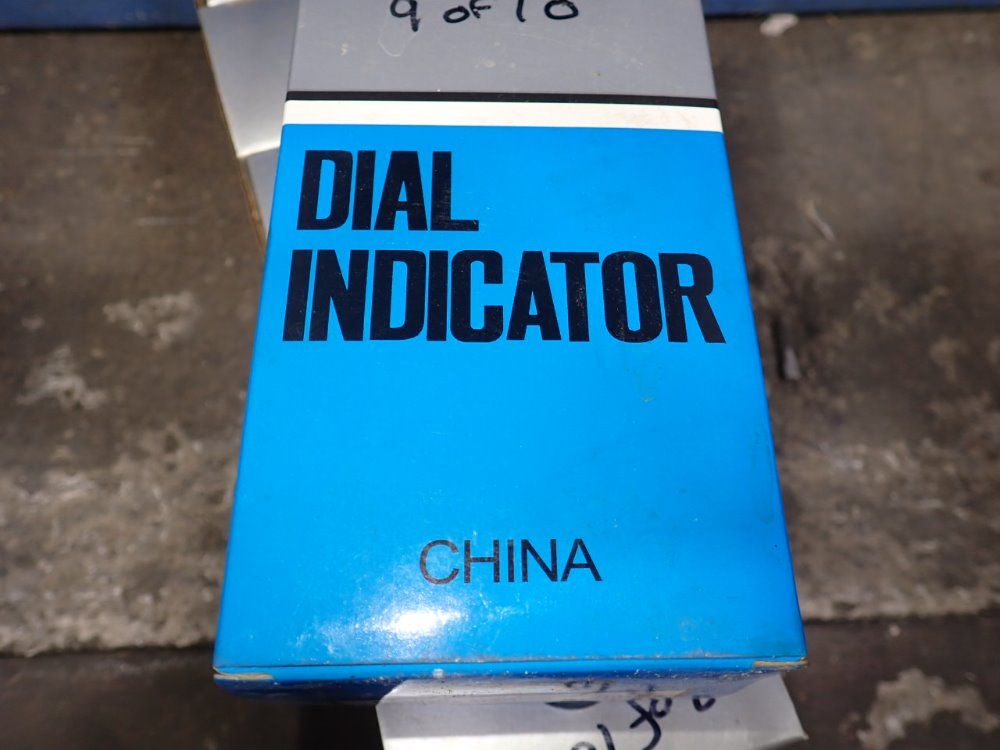 9 of 10
DIAL
INDICATOR
CHINA